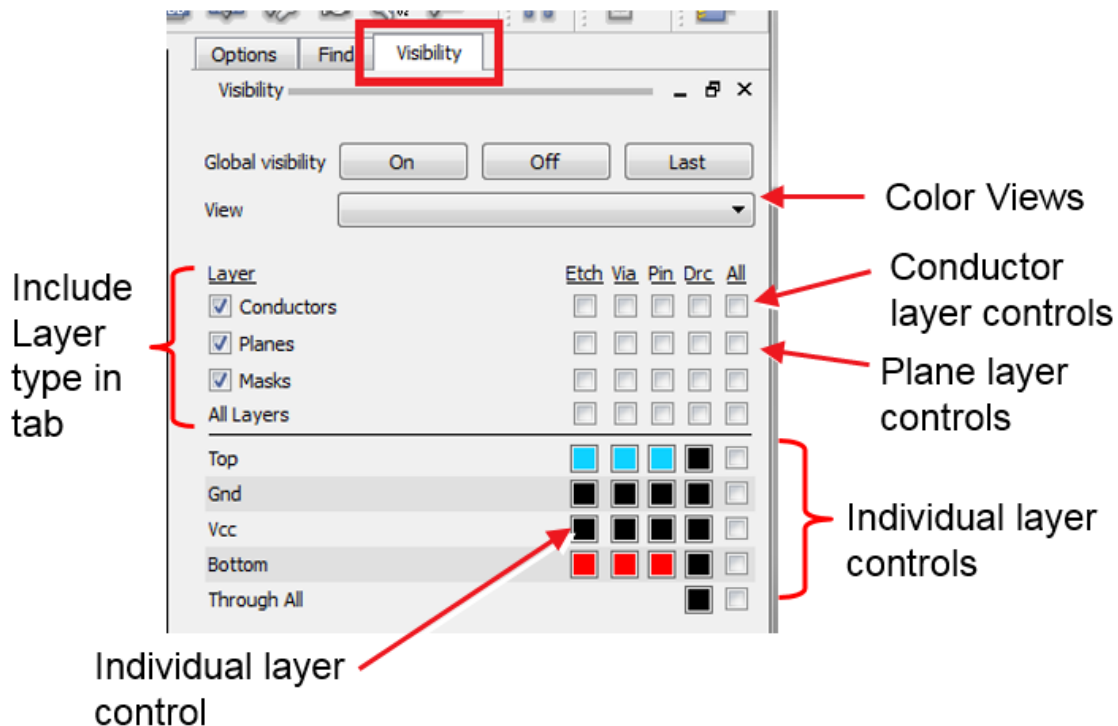 Options Find Visibility
Visibility
Global visibility On Off Last
View
Color Views
Layer Etch Via Pin Drc All
Conductors
Planes
Masks
All Layers
Include
Layer
type in
tab
Conductor
layer controls
Plane layer
controls
Top
Gnd
Vcc
Bottom
Through All
Individual layer
controls
Individual layer
control